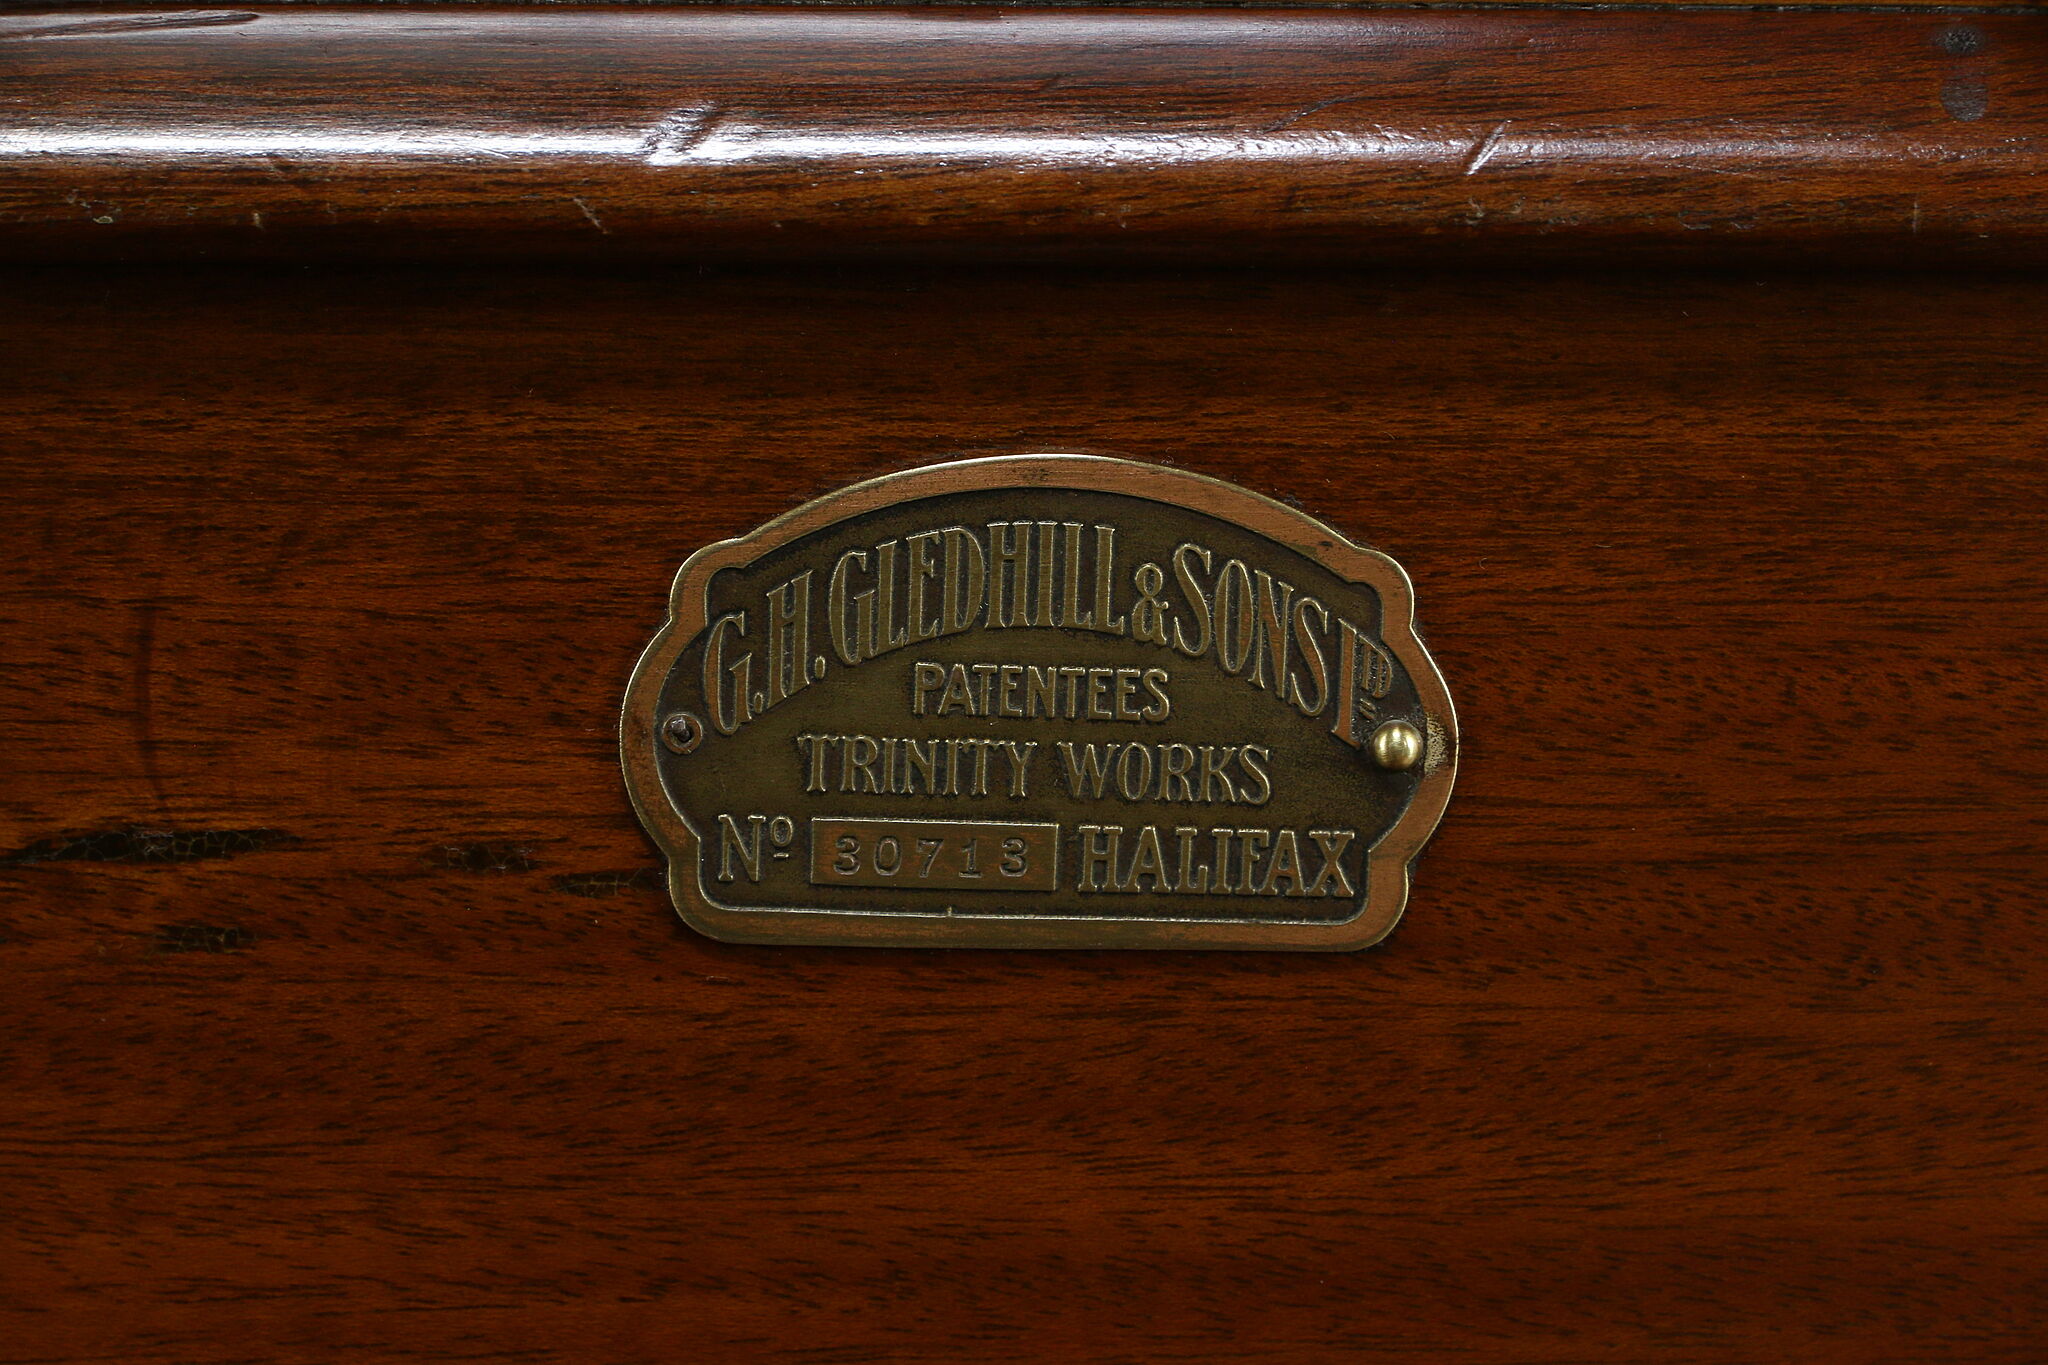 G.H. GLEDHILL & SONS LTD
PATENTEES
TRINITY WORKS
Nº 30713 HALIFAX